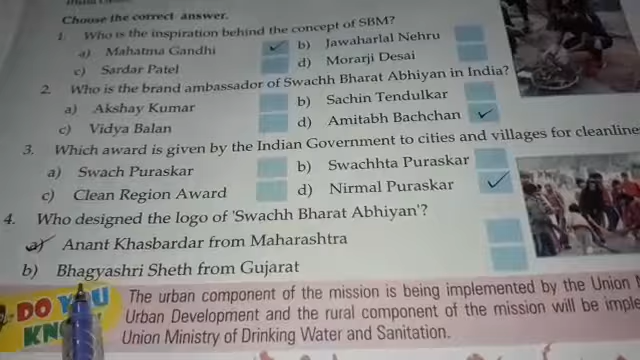 Choose the correct answer.
1. Who is the inspiration behind the concept of SBM?
a) Mahatma Gandhi ✓ b) Jawaharlal Nehru
c) Sardar Patel d) Morarji Desai
2. Who is the brand ambassador of Swachh Bharat Abhiyan in India?
a) Akshay Kumar b) Sachin Tendulkar
c) Vidya Balan d) Amitabh Bachchan ✓
3. Which award is given by the Indian Government to cities and villages for cleanline
a) Swach Puraskar b) Swachhta Puraskar
c) Clean Region Award d) Nirmal Puraskar ✓
4. Who designed the logo of 'Swachh Bharat Abhiyan'?
a) Anant Khasbardar from Maharashtra
b) Bhagyashri Sheth from Gujarat
DO YOU
The urban component of the mission is being implemented by the Union
Urban Development and the rural component of the mission will be imple
Union Ministry of Drinking Water and Sanitation.